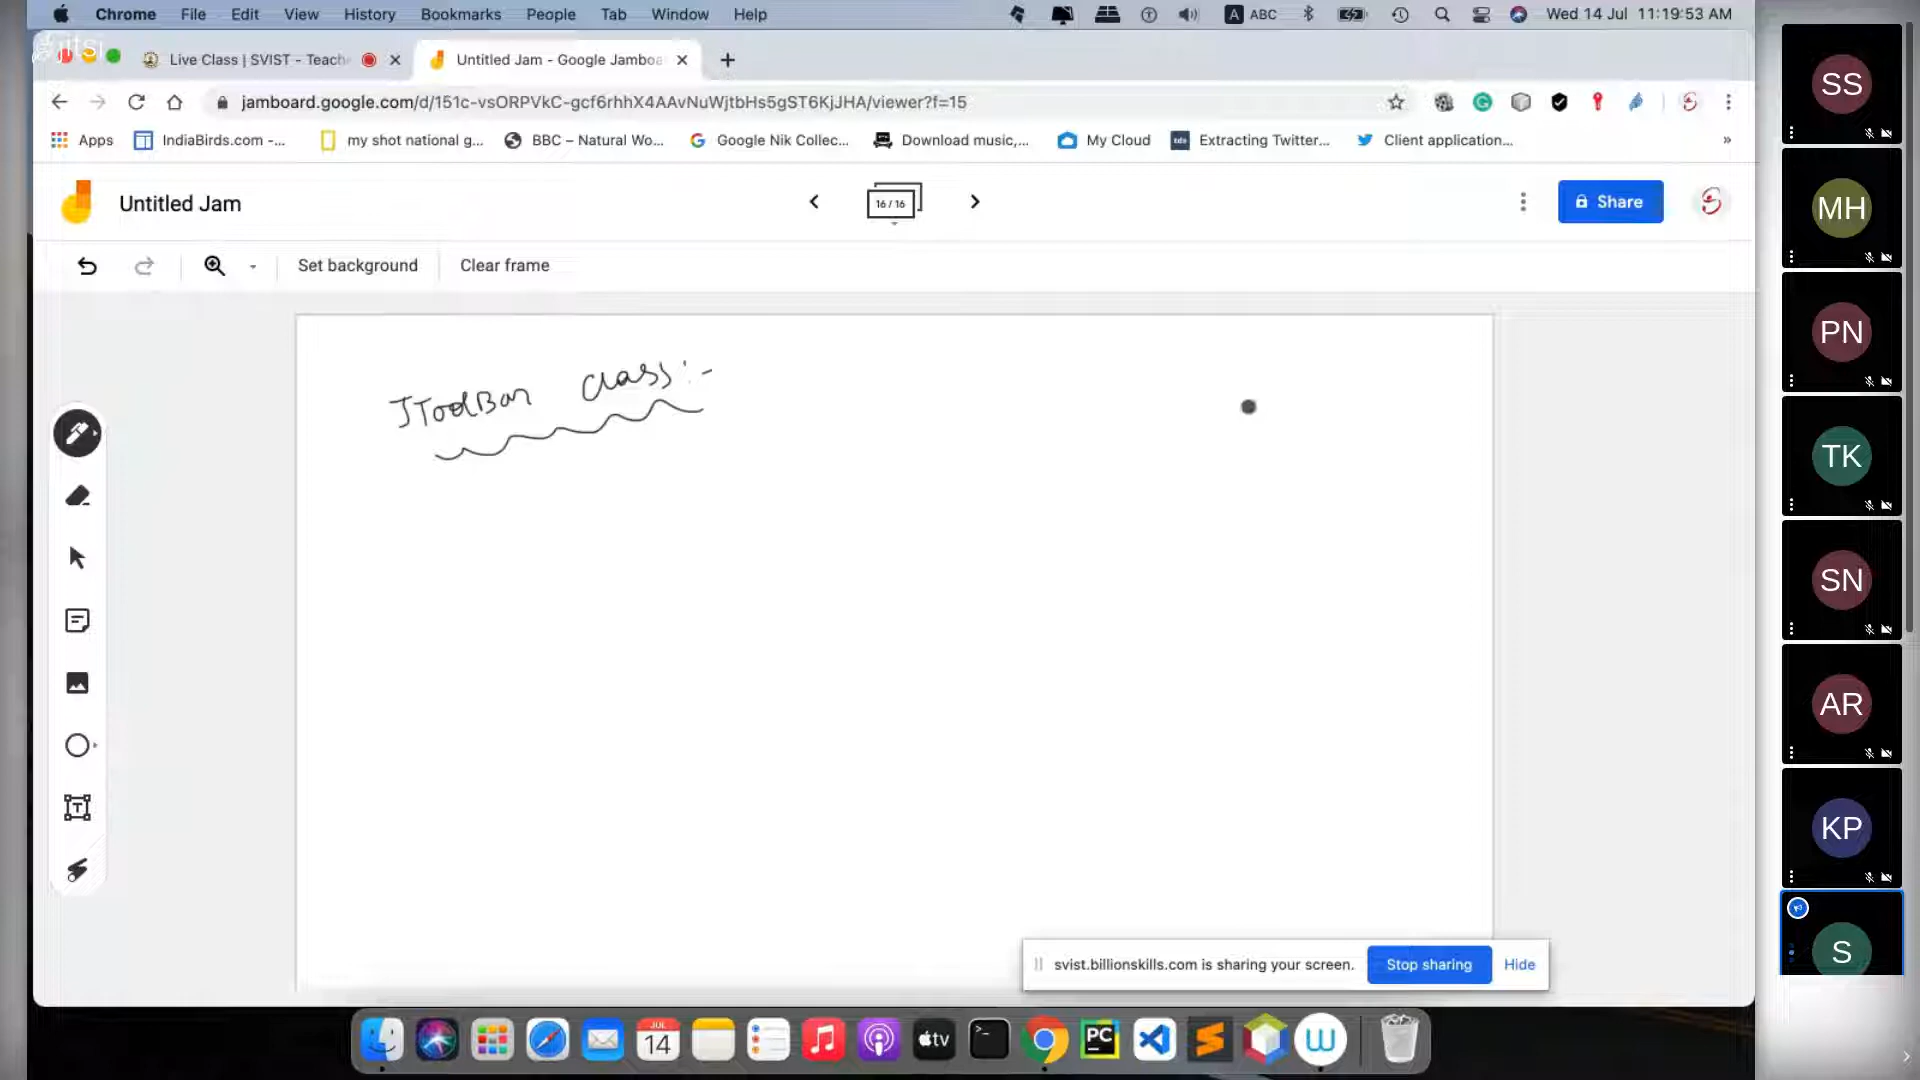 Chrome File Edit View History Bookmarks People Tab Window Help
A ABC Wed 14 Jul 11:19:53 AM
jitsi
Live Class | SVIST - Teach
Untitled Jam - Google Jamboa
jamboard.google.com/d/151c-vsORPVkC-gcf6rhhX4AAvNuWjtbHs5gST6KjJHA/viewer?f=15
Apps IndiaBirds.com -... my shot national g... BBC – Natural Wo... Google Nik Collec... Download music,... My Cloud Extracting Twitter... Client application... »
Untitled Jam
16 / 16
Share
Set background Clear frame
JToolBar Class:-
svist.billionskills.com is sharing your screen. Stop sharing Hide
JUL
14
tv
PC
SS
MH
PN
TK
SN
AR
KP
S